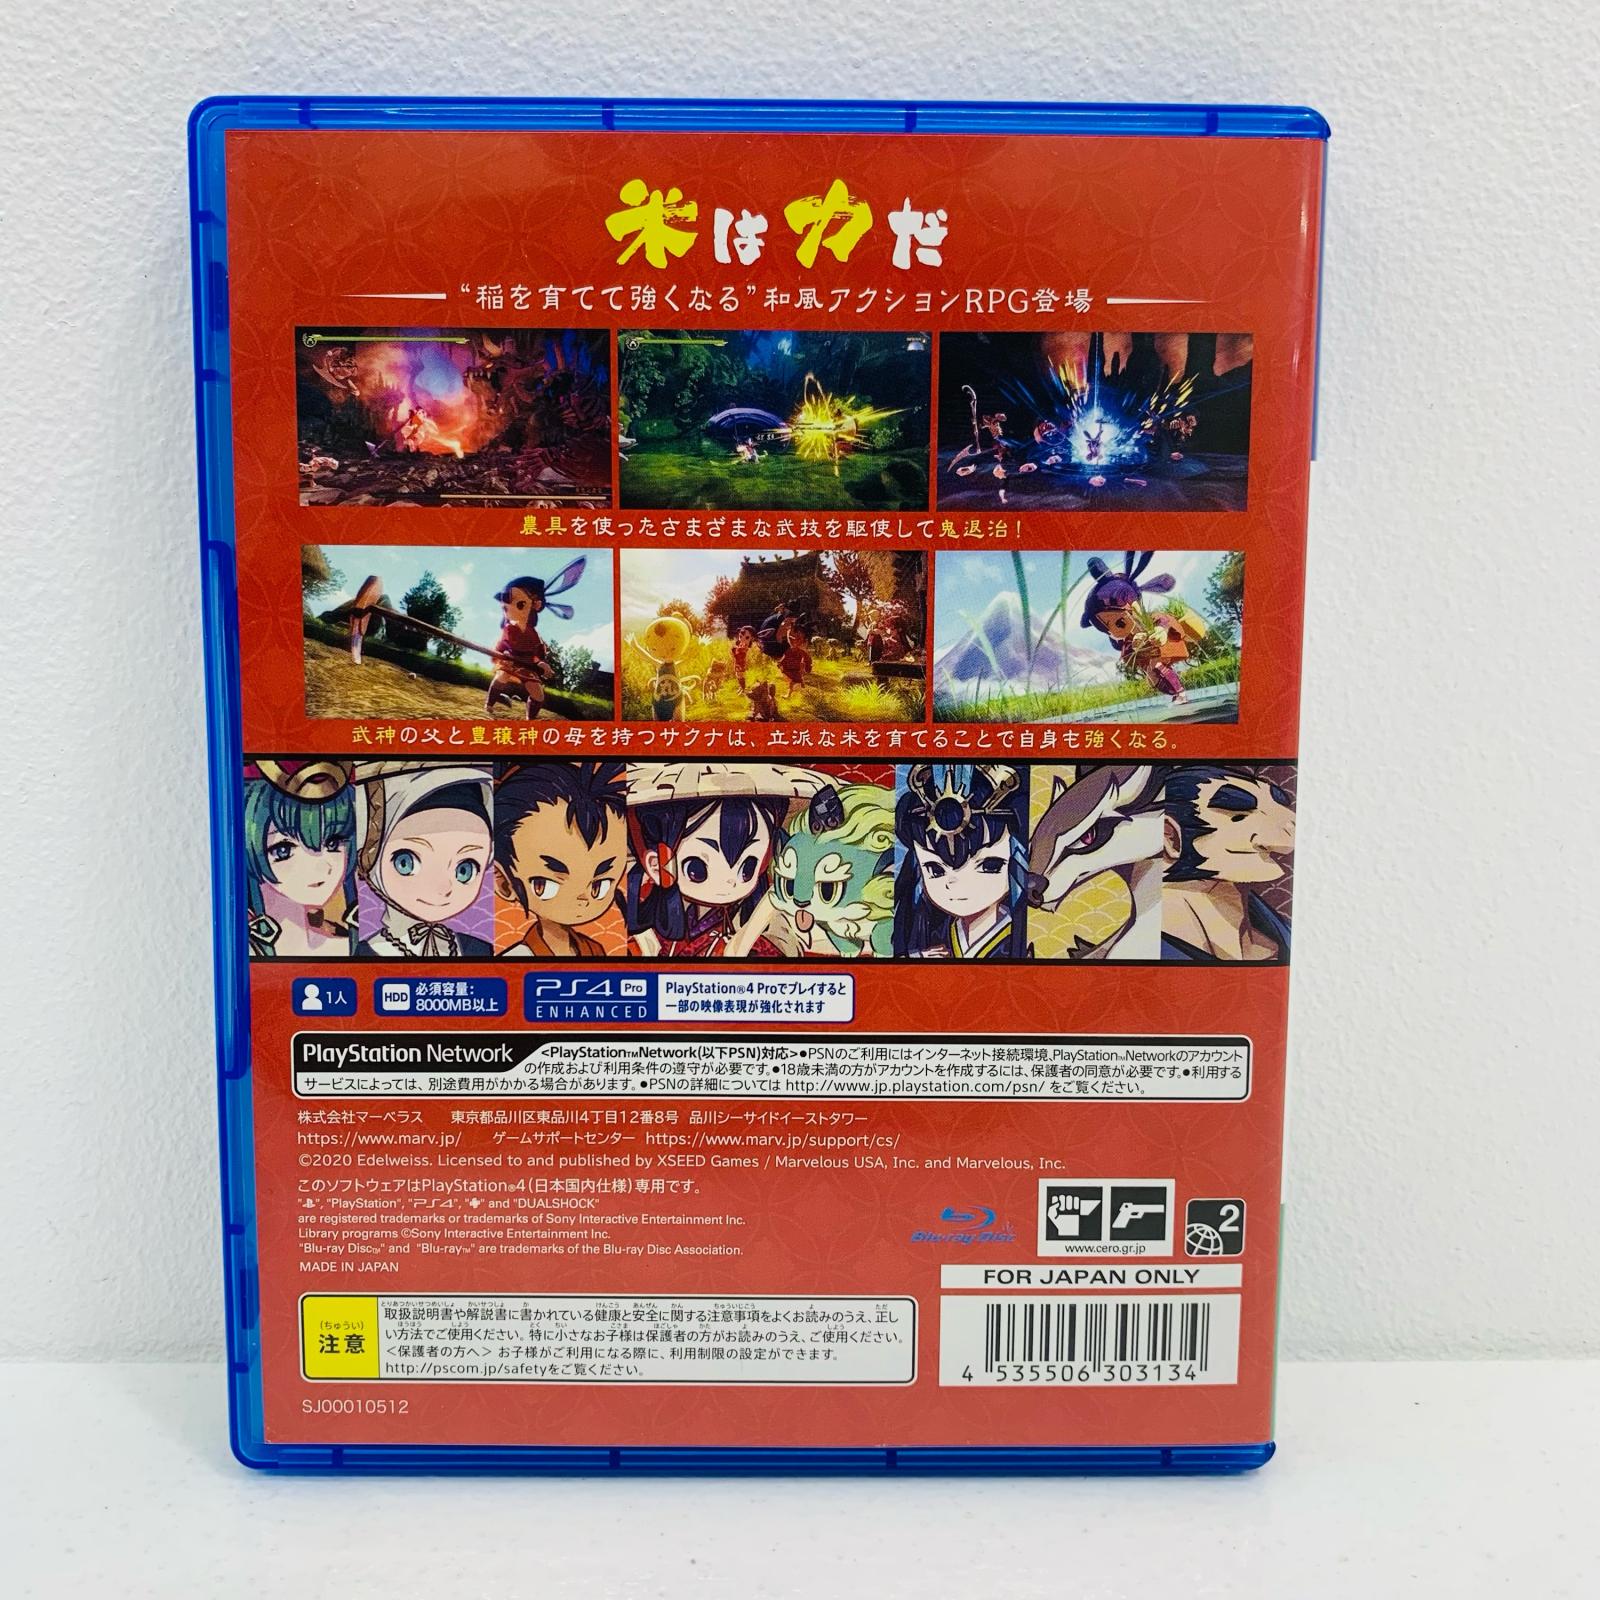 米は力だ
“稲を育てて強くなる”和風アクションRPG登場
農具を使ったさまざまな武技を駆使して鬼退治!
武神の父と豊穣神の母を持つサクナは、立派な米を育てることで自身も強くなる。
1人
HDD 必須容量:
8000MB以上
PS4 Pro
ENHANCED
PlayStation®4 Proでプレイすると
一部の映像表現が強化されます
PlayStation Network <PlayStation™Network(以下PSN)対応>●PSNのご利用にはインターネット接続環境、PlayStation™Networkのアカウント
の作成および利用条件の遵守が必要です。●18歳未満の方がアカウントを作成するには、保護者の同意が必要です。●利用する
サービスによっては、別途費用がかかる場合があります。●PSNの詳細については http://www.jp.playstation.com/psn/ をご覧ください。
株式会社マーベラス 東京都品川区東品川4丁目12番8号 品川シーサイドイーストタワー
https://www.marv.jp/ ゲームサポートセンター https://www.marv.jp/support/cs/
©2020 Edelweiss. Licensed to and published by XSEED Games / Marvelous USA, Inc. and Marvelous, Inc.
このソフトウェアはPlayStation®4(日本国内仕様)専用です。
"PlayStation", "PS4", and "DUALSHOCK"
are registered trademarks or trademarks of Sony Interactive Entertainment Inc.
Library programs ©Sony Interactive Entertainment Inc.
"Blu-ray Disc™" and "Blu-ray™" are trademarks of the Blu-ray Disc Association.
MADE IN JAPAN
Blu-ray Disc
www.cero.gr.jp
2
FOR JAPAN ONLY
(ちゅうい)
注意
取扱説明書や解説書に書かれている健康と安全に関する注意事項をよくお読みのうえ、正し
い方法でご使用ください。特に小さなお子様は保護者の方がお読みのうえ、ご使用ください。
<保護者の方へ> お子様がご利用になる際に、利用制限の設定ができます。
http://pscom.jp/safetyをご覧ください。
4 535506 303134
SJ00010512